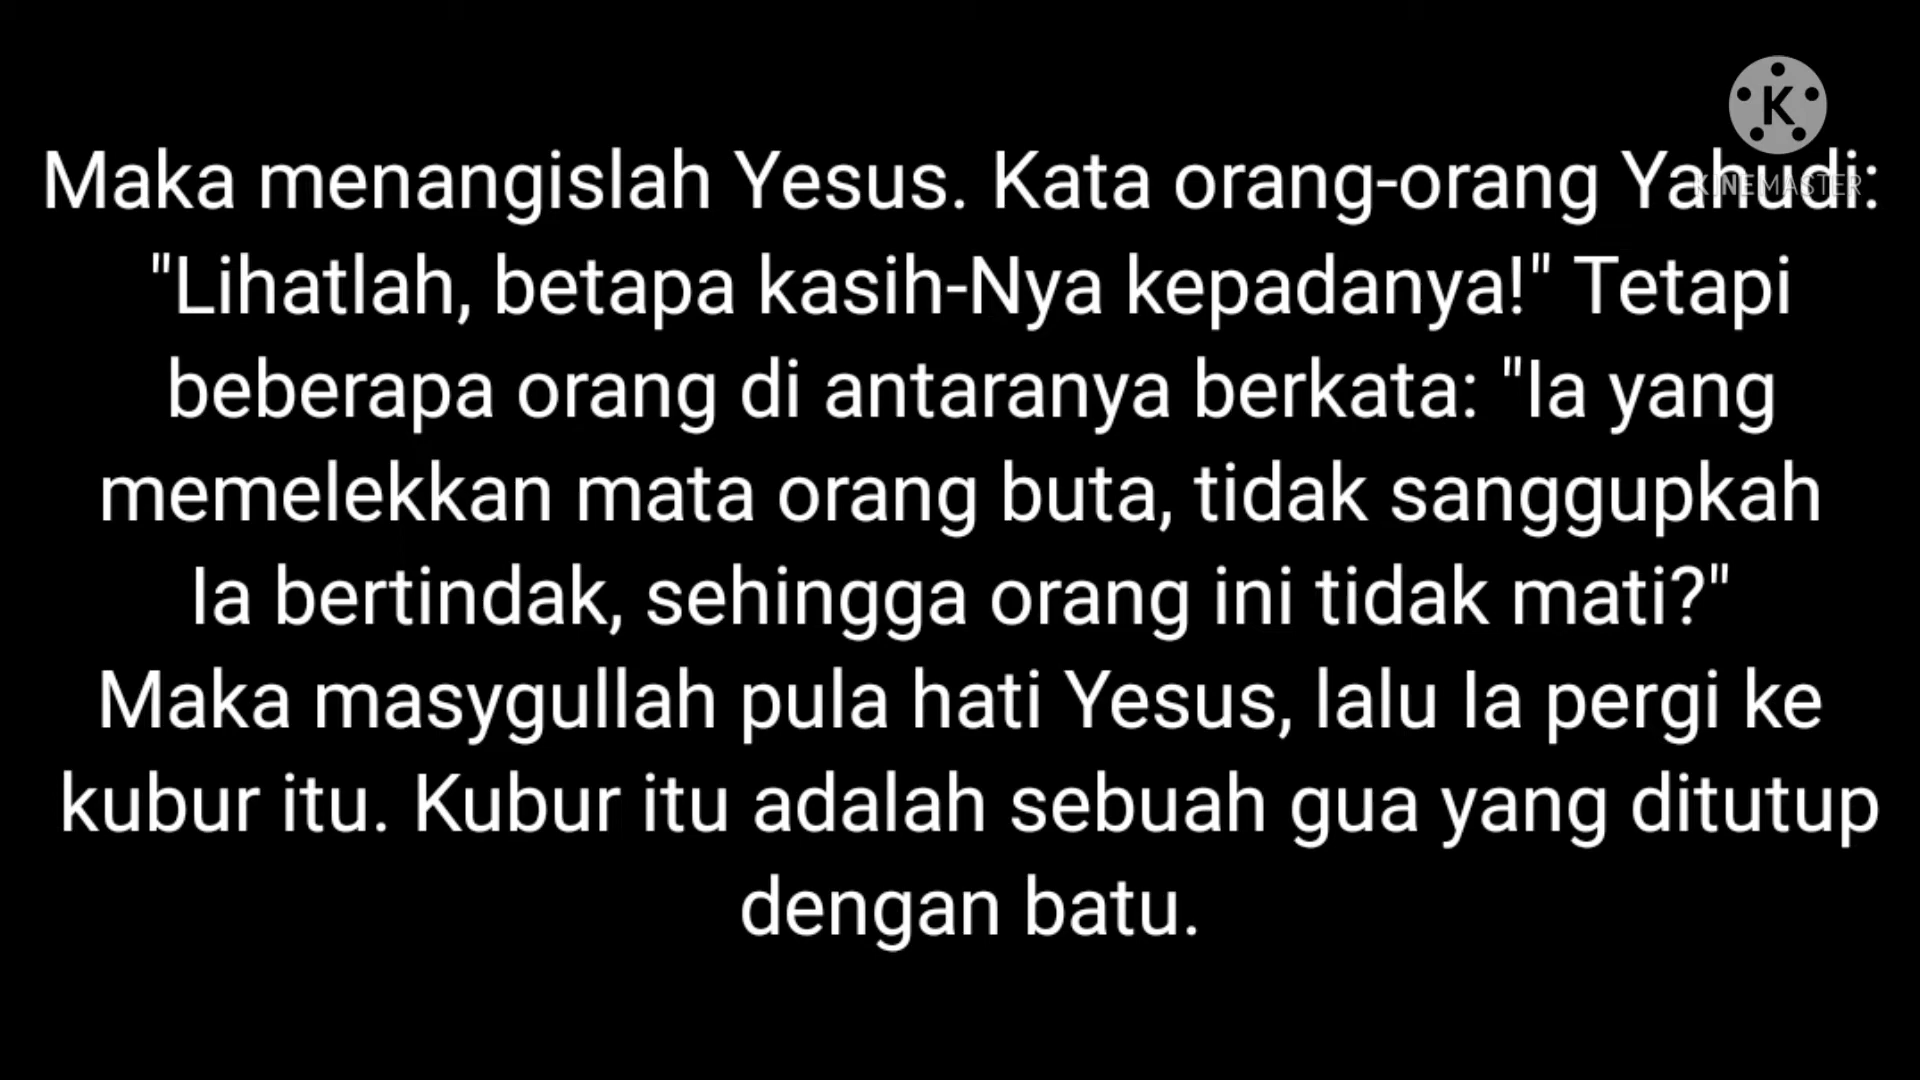 K
KINEMASTER
Maka menangislah Yesus. Kata orang-orang Yahudi:
"Lihatlah, betapa kasih-Nya kepadanya!" Tetapi
beberapa orang di antaranya berkata: "Ia yang
memelekkan mata orang buta, tidak sanggupkah
Ia bertindak, sehingga orang ini tidak mati?"
Maka masygullah pula hati Yesus, lalu Ia pergi ke
kubur itu. Kubur itu adalah sebuah gua yang ditutup
dengan batu.